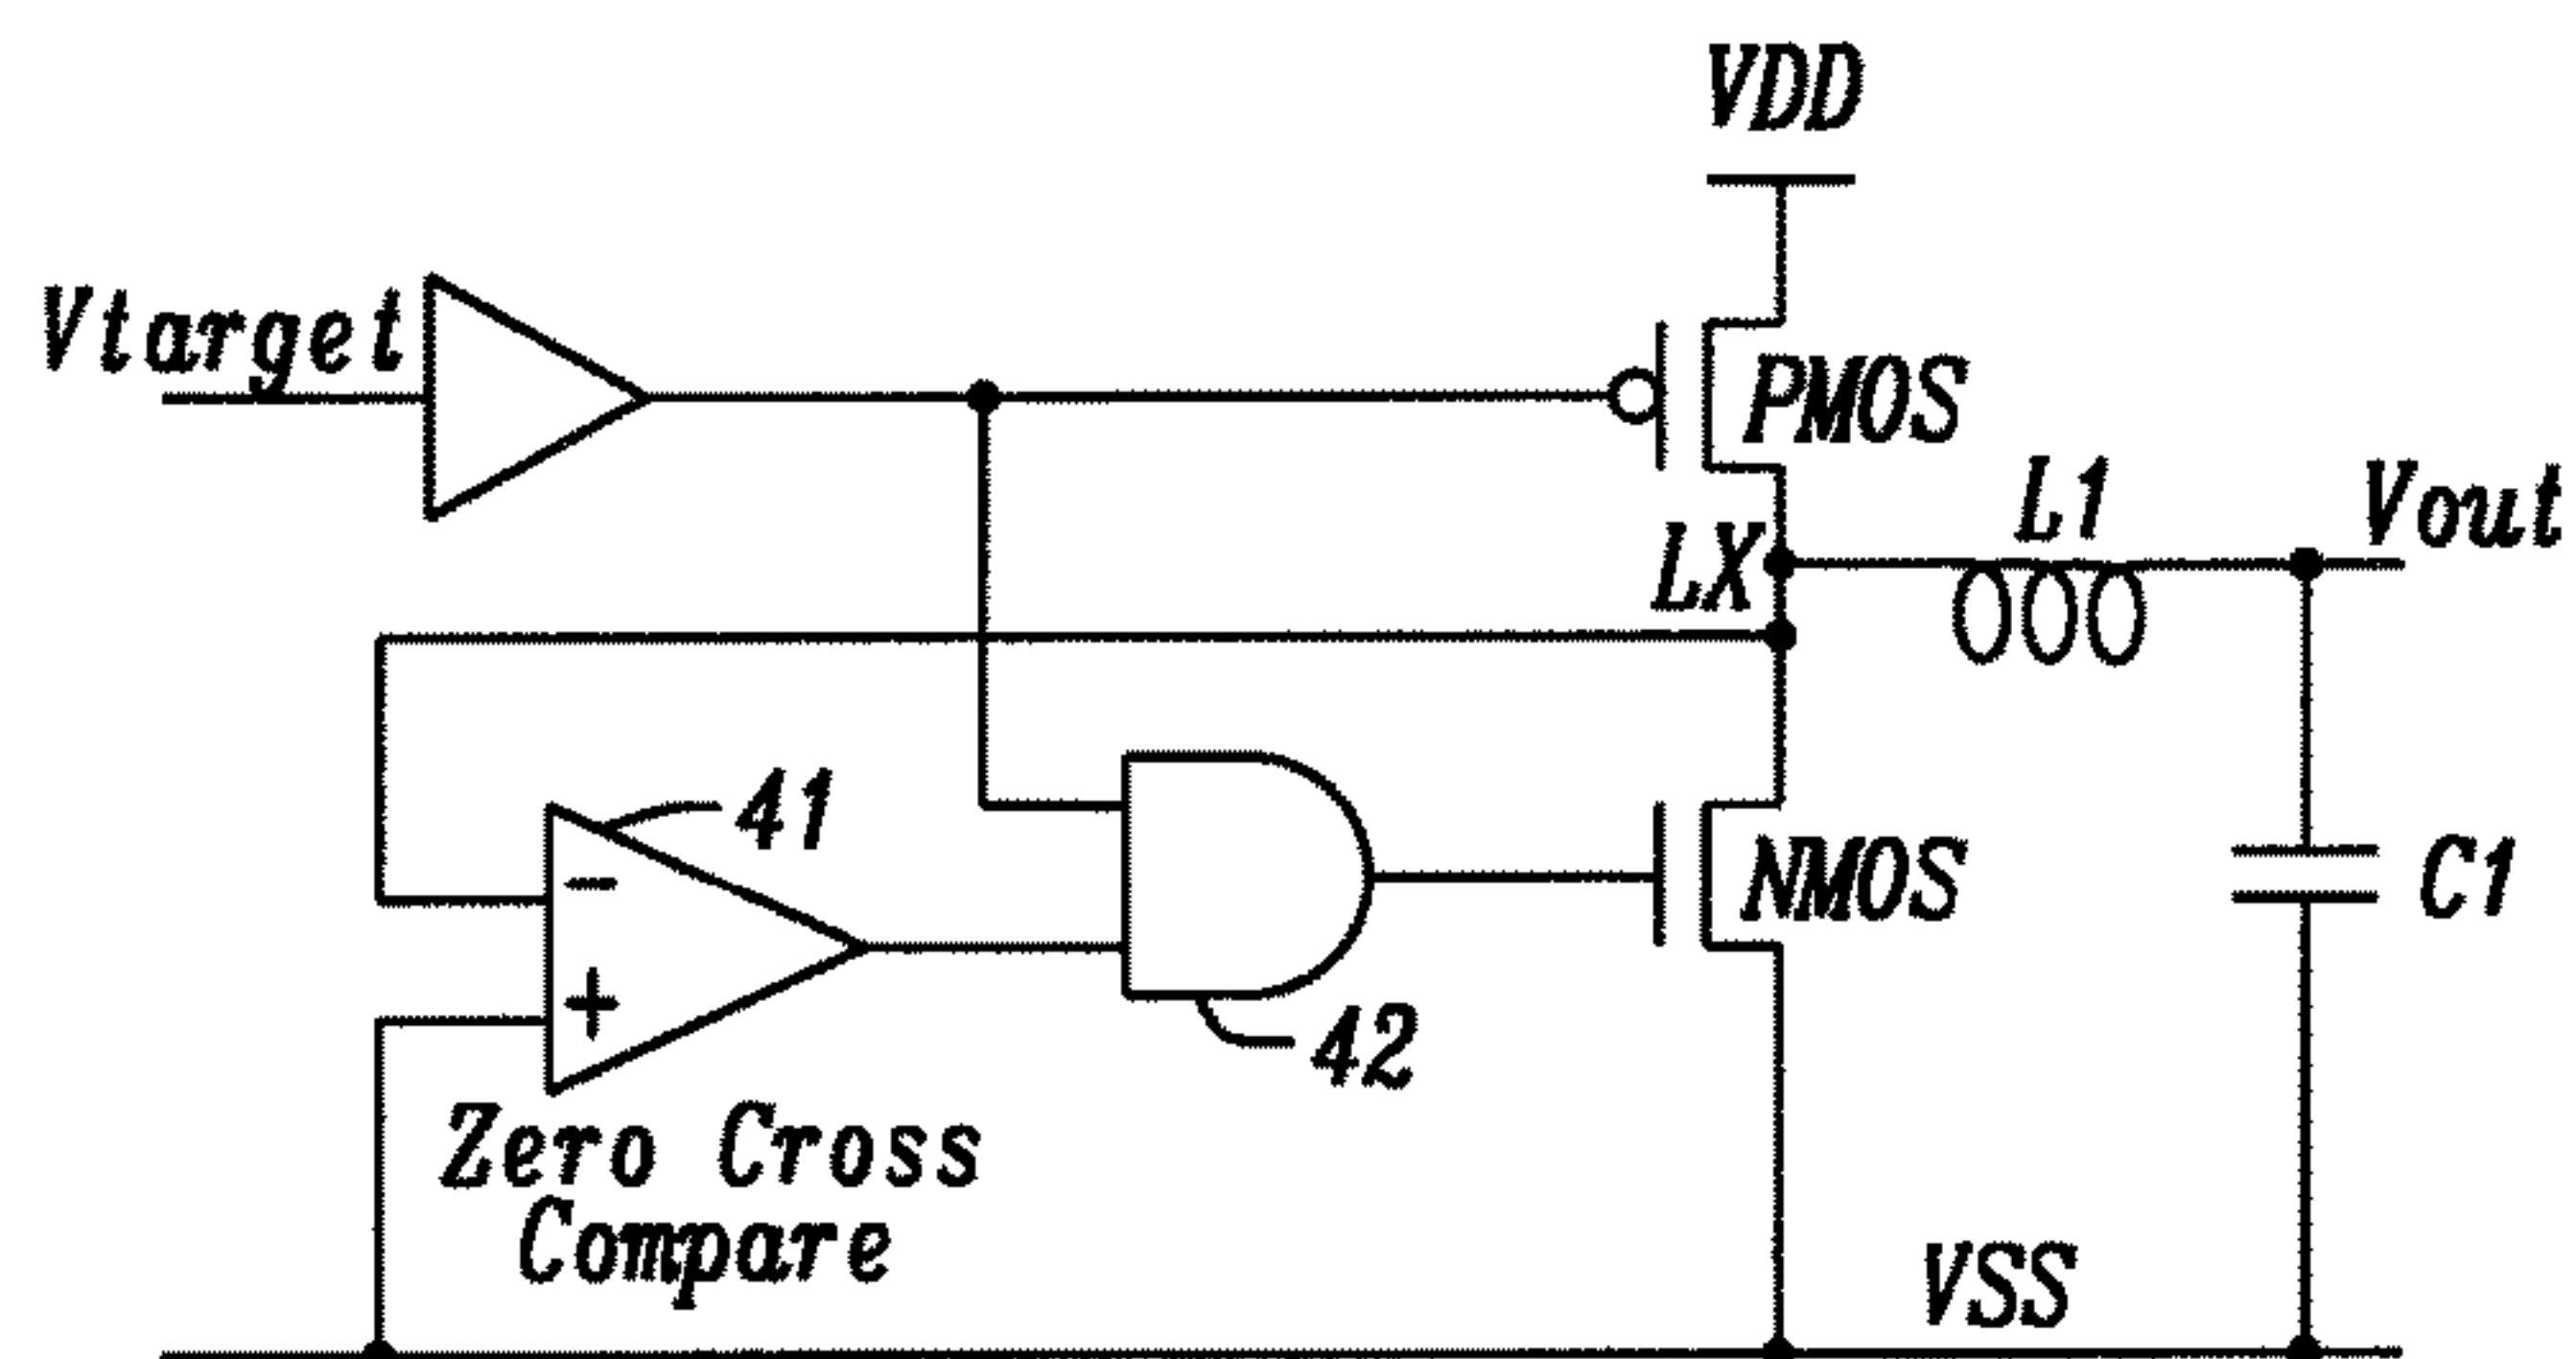 VDD
Vtarget
PMOS
L1
Vout
LX
41
-
+
NMOS
C1
42
Zero Cross
Compare
VSS